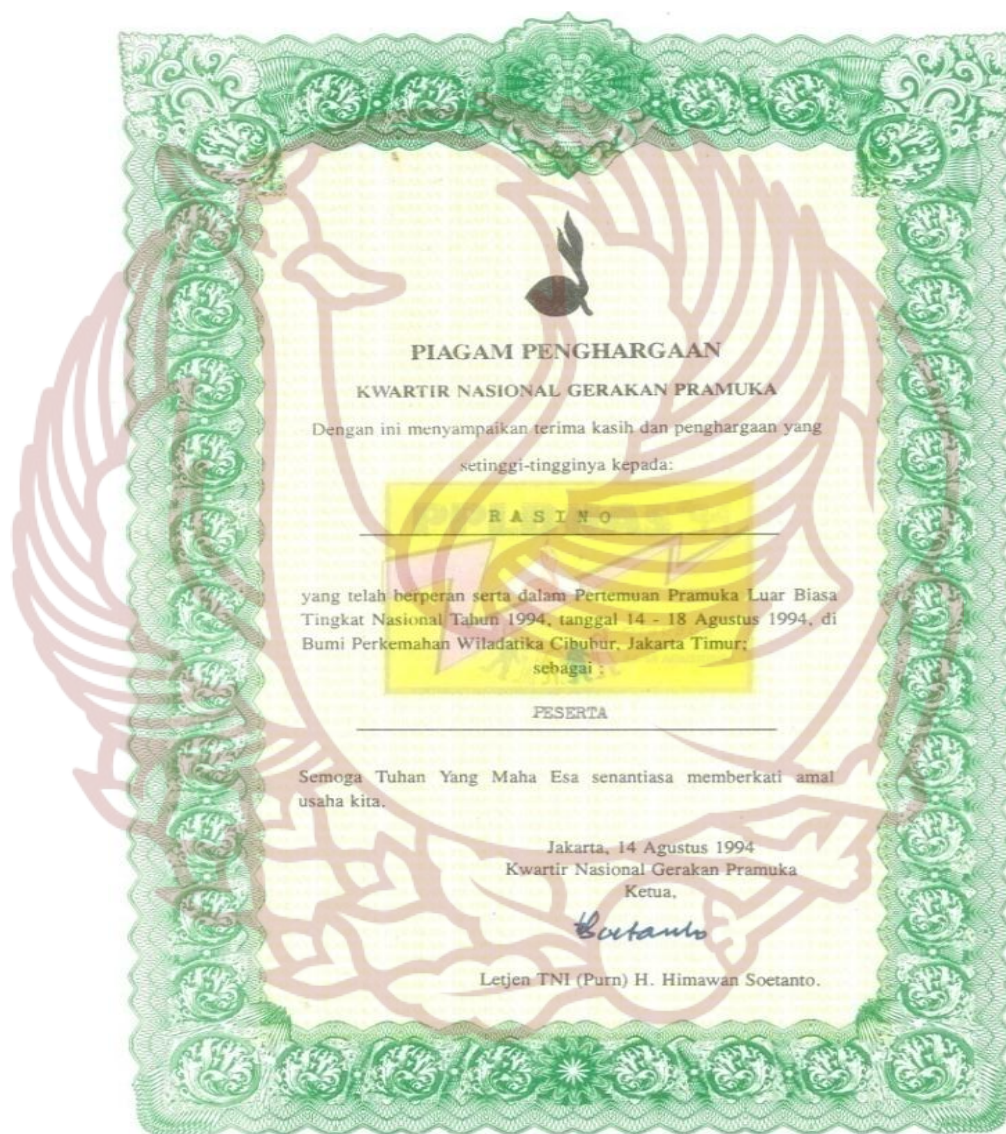 PIAGAM PENGHARGAAN
KWARTIR NASIONAL GERAKAN PRAMUKA
Dengan ini menyampaikan terima kasih dan penghargaan yang
setinggi-tingginya kepada:
RASINO
yang telah berperan serta dalam Pertemuan Pramuka Luar Biasa
Tingkat Nasional Tahun 1994, tanggal 14 - 18 Agustus 1994, di
Bumi Perkemahan Wiladatika Cibubur, Jakarta Timur;
sebagai :
PESERTA
Semoga Tuhan Yang Maha Esa senantiasa memberkati amal
usaha kita.
Jakarta, 14 Agustus 1994
Kwartir Nasional Gerakan Pramuka
Ketua,
Soetanto
Letjen TNI (Purn) H. Himawan Soetanto.